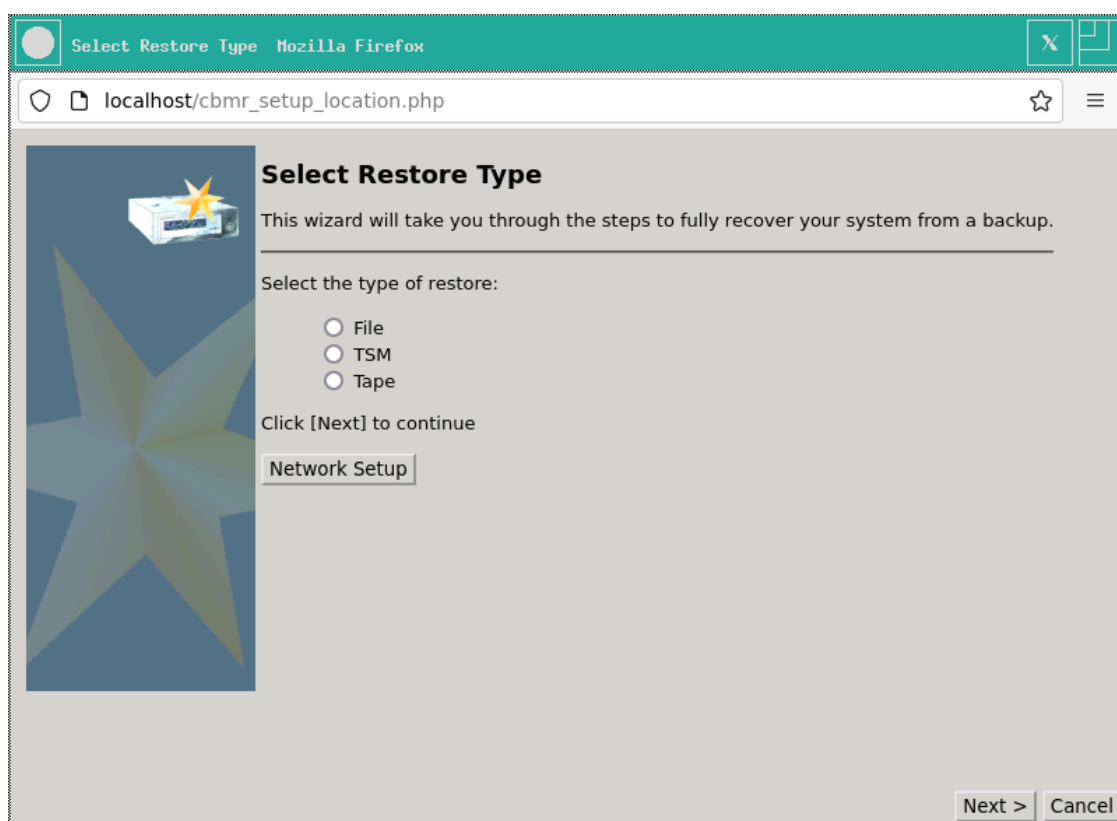 Select Restore Type  Mozilla Firefox
localhost/cbmr_setup_location.php
Select Restore Type
This wizard will take you through the steps to fully recover your system from a backup.
Select the type of restore:
File
TSM
Tape
Click [Next] to continue
Network Setup
Next > Cancel